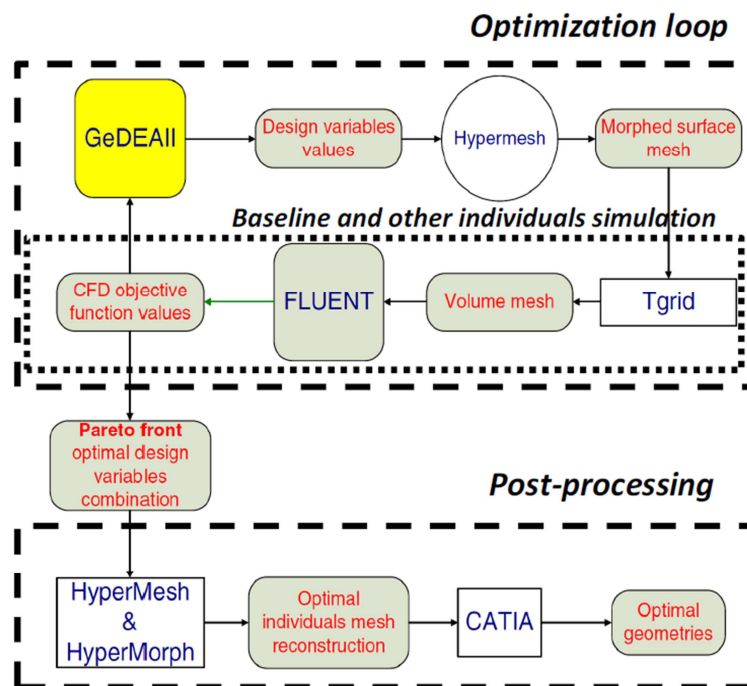 Optimization loop
GeDEAII
Design variables
values
Hypermesh
Morphed surface
mesh
Baseline and other individuals simulation
CFD objective
function values
FLUENT
Volume mesh
Tgrid
Pareto front
optimal design
variables
combination
Post-processing
HyperMesh
&
HyperMorph
Optimal
individuals mesh
reconstruction
CATIA
Optimal
geometries